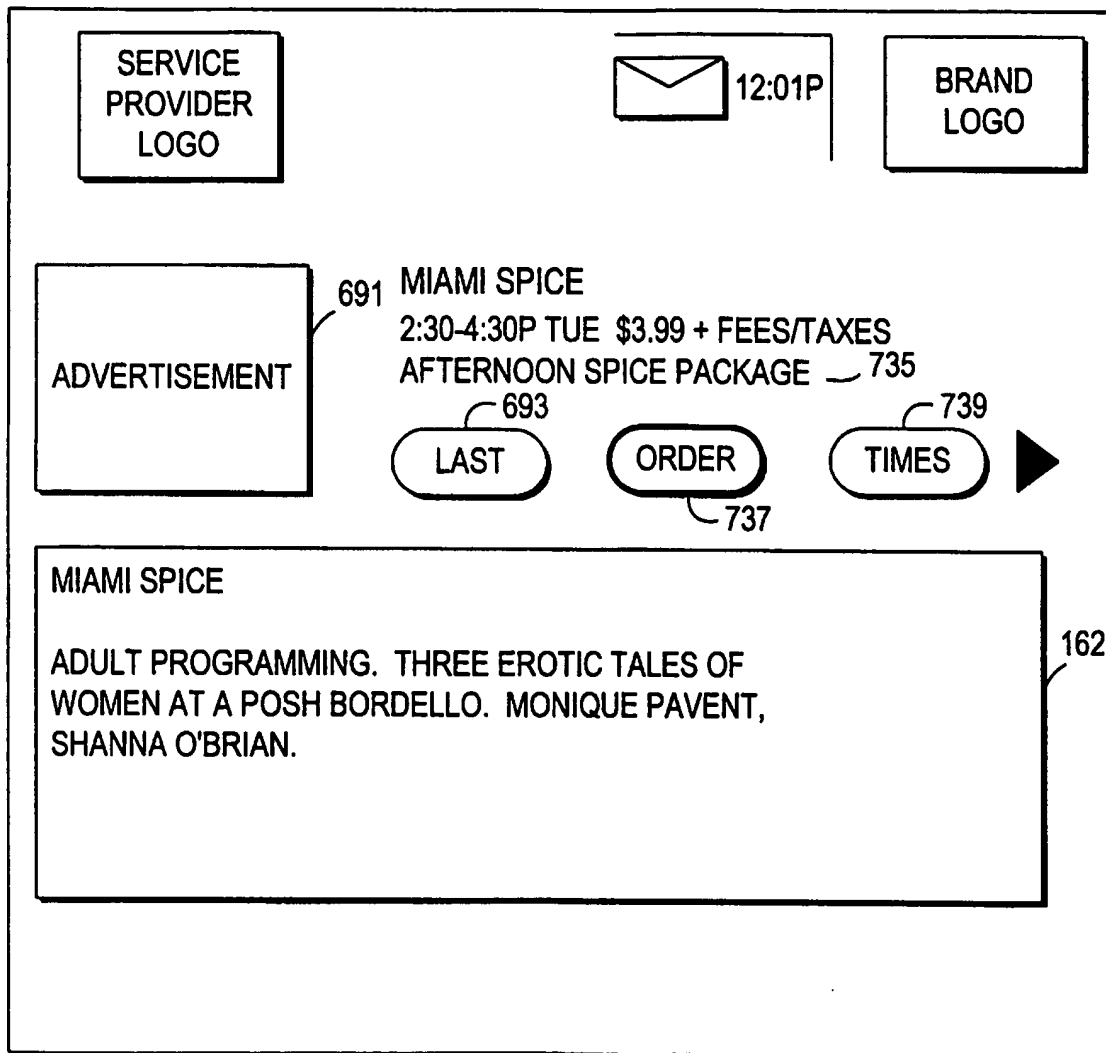 SERVICE
PROVIDER
LOGO
12:01P
BRAND
LOGO
ADVERTISEMENT
691
MIAMI SPICE
2:30-4:30P TUE $3.99 + FEES/TAXES
AFTERNOON SPICE PACKAGE 735
693
739
LAST
ORDER
TIMES
737
MIAMI SPICE
ADULT PROGRAMMING. THREE EROTIC TALES OF
WOMEN AT A POSH BORDELLO. MONIQUE PAVENT,
SHANNA O'BRIAN.
162